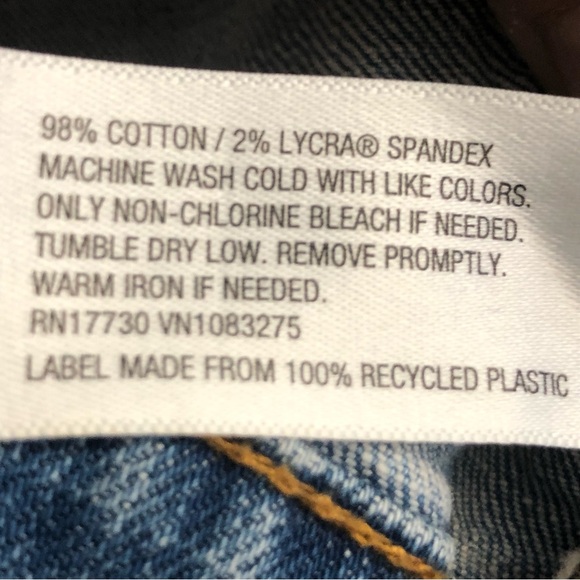 98% COTTON / 2% LYCRA® SPANDEX
MACHINE WASH COLD WITH LIKE COLORS.
ONLY NON-CHLORINE BLEACH IF NEEDED.
TUMBLE DRY LOW. REMOVE PROMPTLY.
WARM IRON IF NEEDED.
RN17730 VN1083275
LABEL MADE FROM 100% RECYCLED PLASTIC